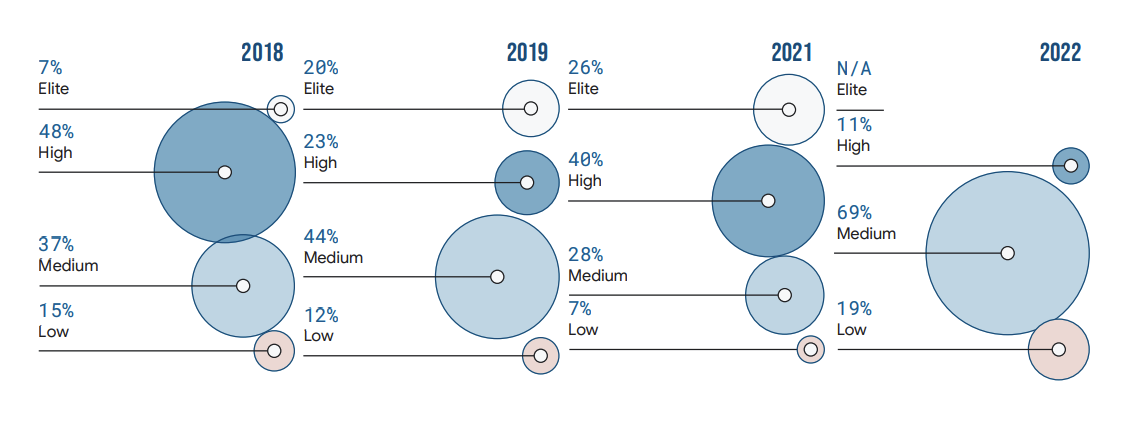 2018
7%
Elite
48%
High
37%
Medium
15%
Low
2019
20%
Elite
23%
High
44%
Medium
12%
Low
2021
26%
Elite
40%
High
28%
Medium
7%
Low
2022
N/A
Elite
11%
High
69%
Medium
19%
Low